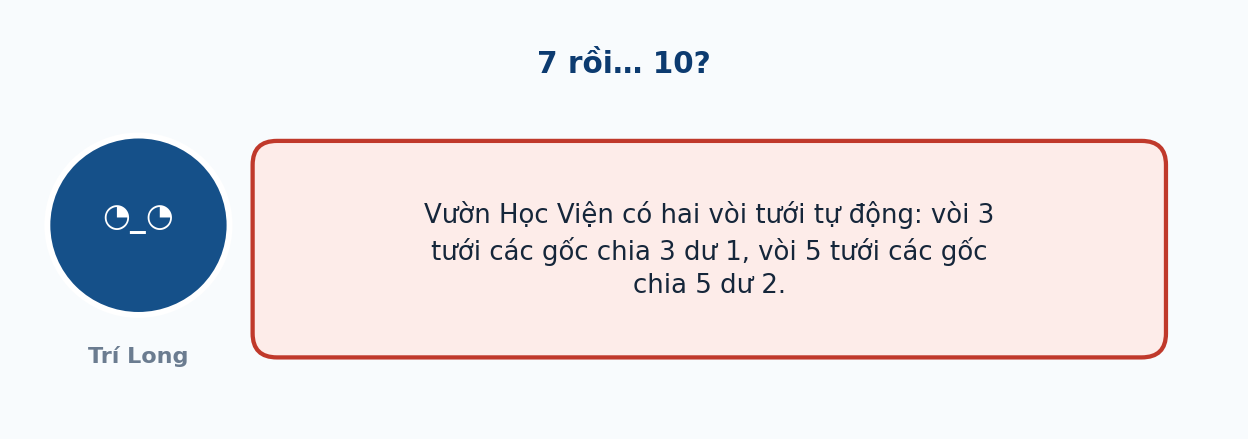 7 rồi... 10?
Vườn Học Viện có hai vòi tưới tự động: vòi 3
tưới các gốc chia 3 dư 1, vòi 5 tưới các gốc
chia 5 dư 2.
◔_◔
Trí Long